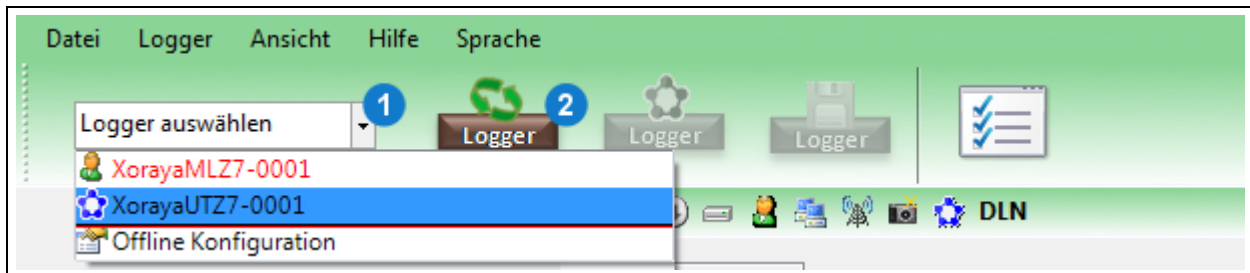 Datei Logger Ansicht Hilfe Sprache
Logger auswählen 1 Logger 2 Logger Logger
XorayaMLZ7-0001
XorayaUTZ7-0001 DLN
Offline Konfiguration